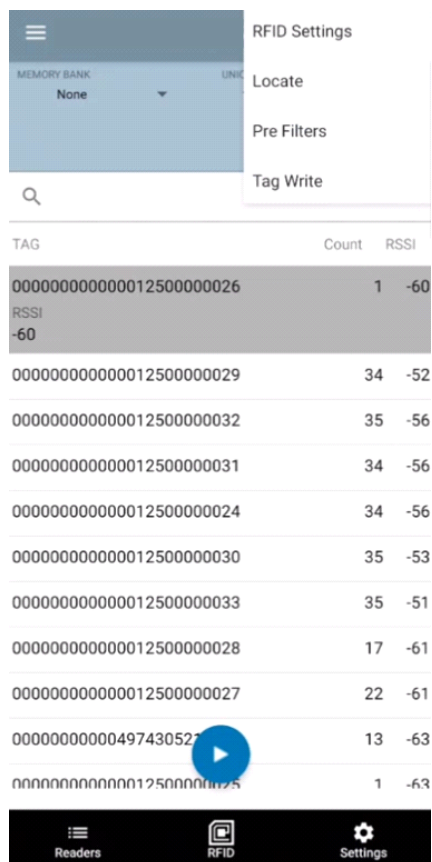 RFID Settings
MEMORY BANK
None
Locate
Pre Filters
Tag Write
TAG Count RSSI
000000000000012500000026 1 -60
RSSI
-60
000000000000012500000029 34 -52
000000000000012500000032 35 -56
000000000000012500000031 34 -56
000000000000012500000024 34 -56
000000000000012500000030 35 -53
000000000000012500000033 35 -51
000000000000012500000028 17 -61
000000000000012500000027 22 -61
13 -63
1 -63
Readers RFID Settings